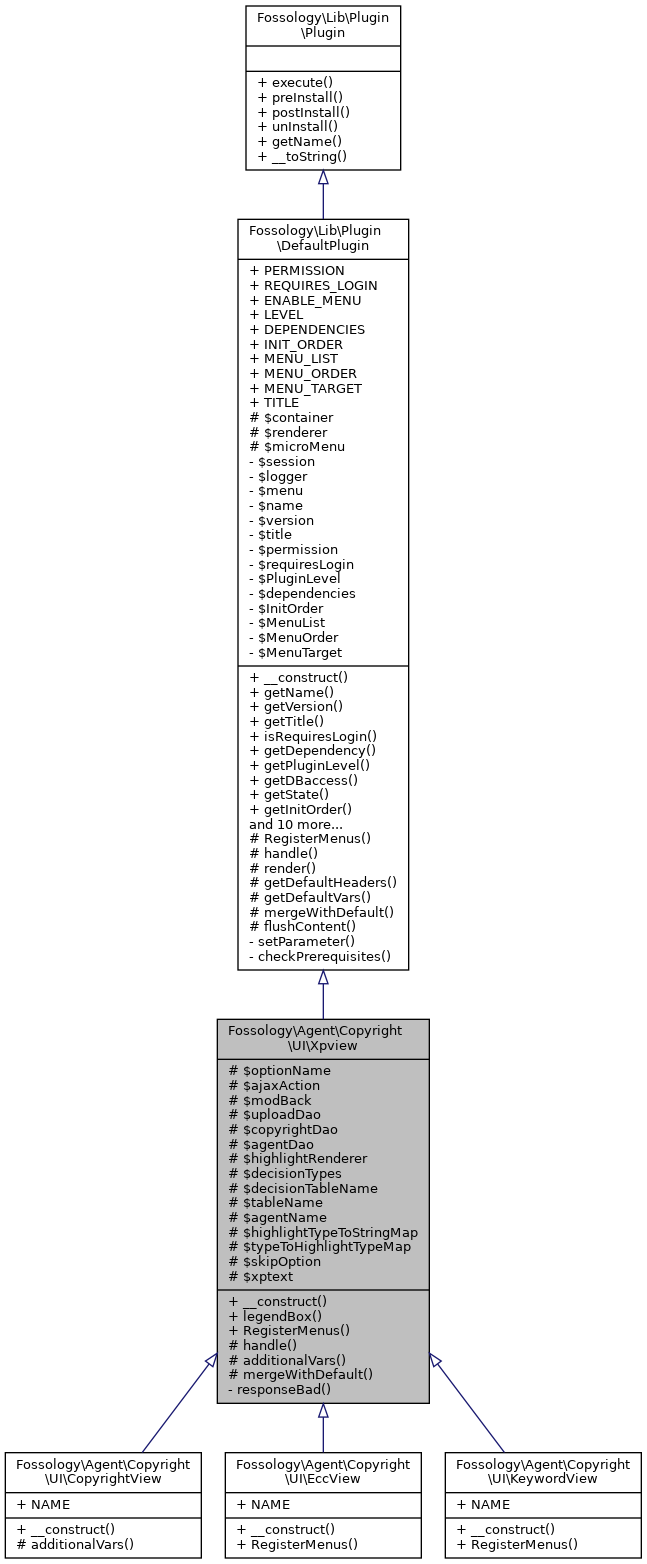 Fossology\Lib\Plugin
\Plugin
+ execute()
+ preInstall()
+ postInstall()
+ unInstall()
+ getName()
+ __toString()
Fossology\Lib\Plugin
\DefaultPlugin
+ PERMISSION
+ REQUIRES_LOGIN
+ ENABLE_MENU
+ LEVEL
+ DEPENDENCIES
+ INIT_ORDER
+ MENU_LIST
+ MENU_ORDER
+ MENU_TARGET
+ TITLE
# $container
# $renderer
# $microMenu
- $session
- $logger
- $menu
- $name
- $version
- $title
- $permission
- $requiresLogin
- $PluginLevel
- $dependencies
- $InitOrder
- $MenuList
- $MenuOrder
- $MenuTarget
+ __construct()
+ getName()
+ getVersion()
+ getTitle()
+ isRequiresLogin()
+ getDependency()
+ getPluginLevel()
+ getDBaccess()
+ getState()
+ getInitOrder()
and 10 more...
# RegisterMenus()
# handle()
# render()
# getDefaultHeaders()
# getDefaultVars()
# mergeWithDefault()
# flushContent()
- setParameter()
- checkPrerequisites()
Fossology\Agent\Copyright
\UI\Xpview
# $optionName
# $ajaxAction
# $modBack
# $uploadDao
# $copyrightDao
# $agentDao
# $highlightRenderer
# $decisionTypes
# $decisionTableName
# $tableName
# $agentName
# $highlightTypeToStringMap
# $typeToHighlightTypeMap
# $skipOption
# $xptext
+ __construct()
+ legendBox()
+ RegisterMenus()
# handle()
# additionalVars()
# mergeWithDefault()
- responseBad()
Fossology\Agent\Copyright
\UI\CopyrightView
+ NAME
+ __construct()
# additionalVars()
Fossology\Agent\Copyright
\UI\EccView
+ NAME
+ __construct()
+ RegisterMenus()
Fossology\Agent\Copyright
\UI\KeywordView
+ NAME
+ __construct()
+ RegisterMenus()